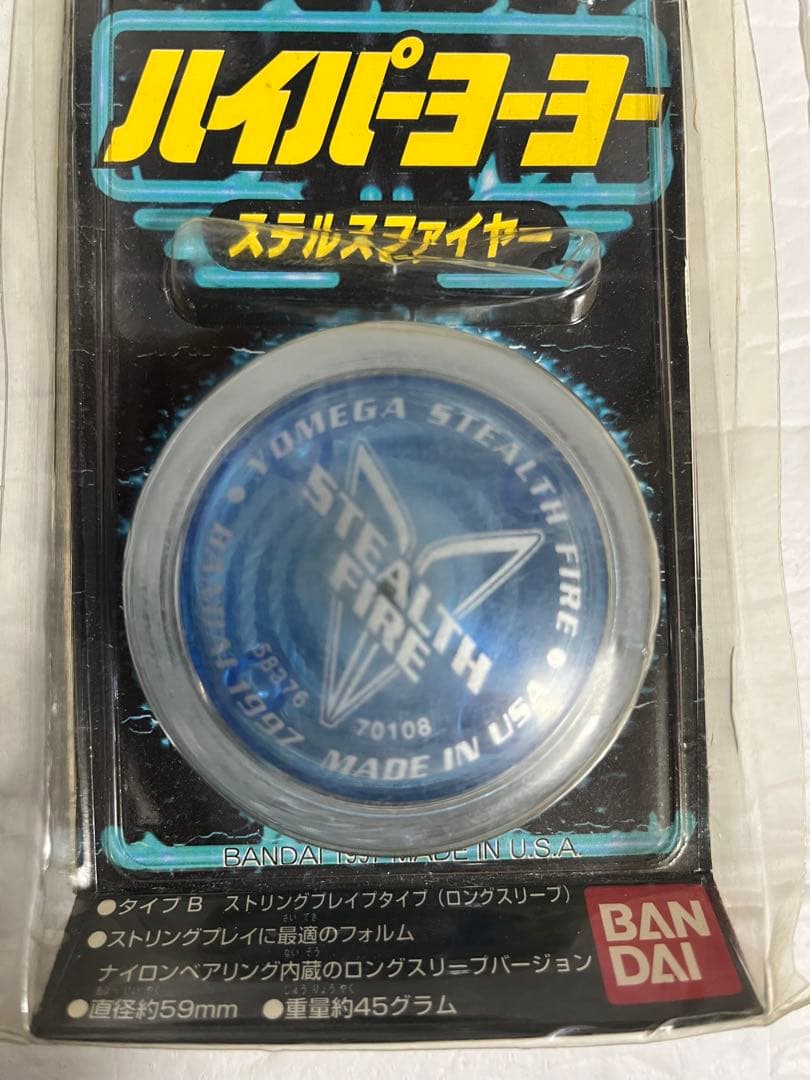 ハイパーヨーヨー
ステルスファイヤー
YOMEGA STEALTH FIRE
STEALTH
FIRE
58376
70108
BANDAI 1997 MADE IN USA
BANDAI 1997 MADE IN U.S.A.
●タイプB ストリングプレイプタイプ(ロングスリープ)
●ストリングプレイに最適のフォルム
ナイロンベアリング内蔵のロングスリープバージョン
●直径約59mm ●重量約45グラム
BAN
DAI